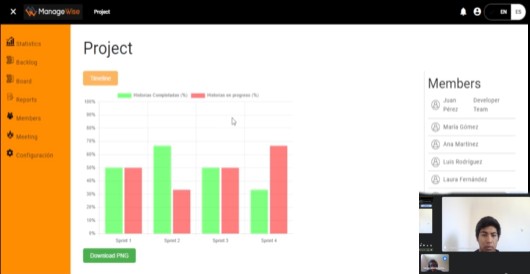 ManageWise
Project
EN
ES
Statistics
Backlog
Board
Reports
Members
Meeting
Configuración
Project
Timeline
Historias Completadas (%)
Historias en progreso (%)
100%
90%
80%
70%
60%
50%
40%
30%
20%
10%
0%
Sprint 1
Sprint 2
Sprint 3
Sprint 4
Download PNG
Members
Juan Pérez
Developer Team
María Gómez
Ana Martínez
Luis Rodríguez
Laura Fernández